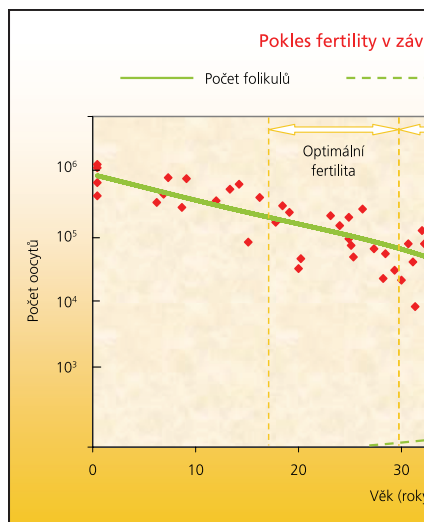 Pokles fertility v záv
Počet folikulů
Optimální
fertilita
Počet oocytů
10⁶
10⁵
10⁴
10³
0 10 20 30
Věk (roky